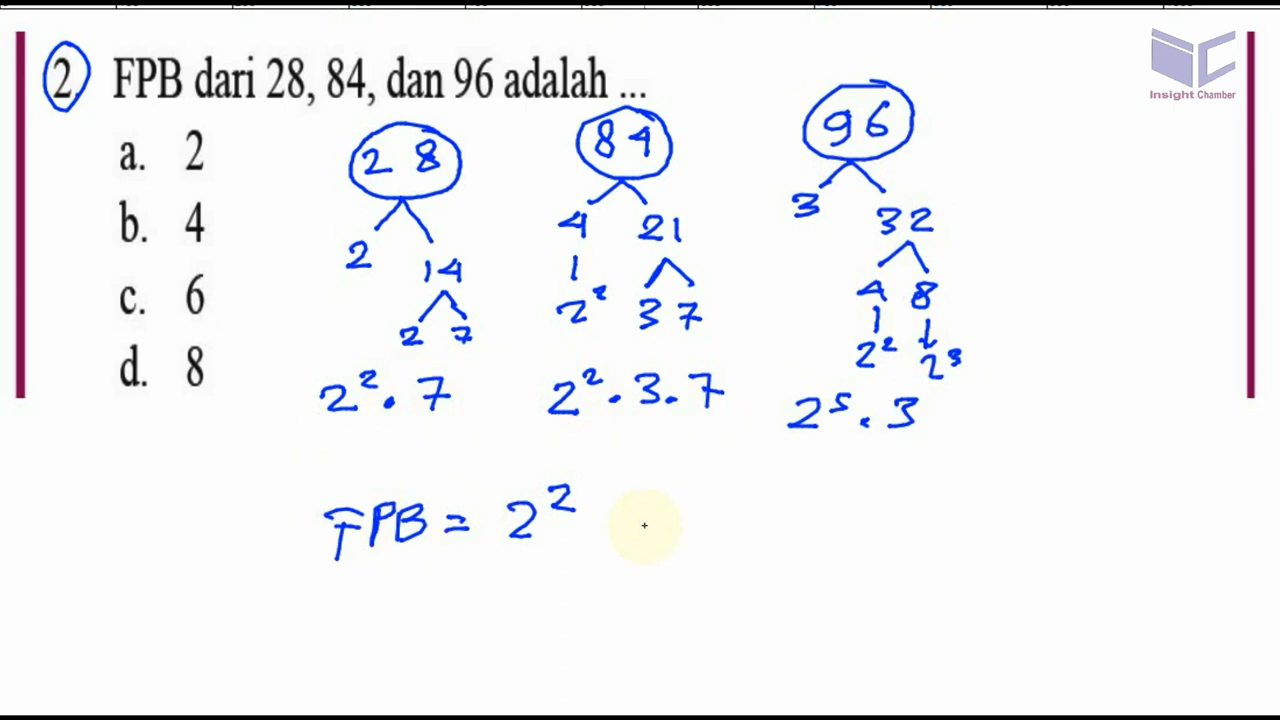 2. FPB dari 28, 84, dan 96 adalah ...
a. 2
b. 4
c. 6
d. 8
Insight Chamber
28
2 14
2 7
2² . 7
84
4 21
2² 3 7
2² . 3 . 7
96
3 32
4 8
2² 2³
2⁵ . 3
FPB = 2²